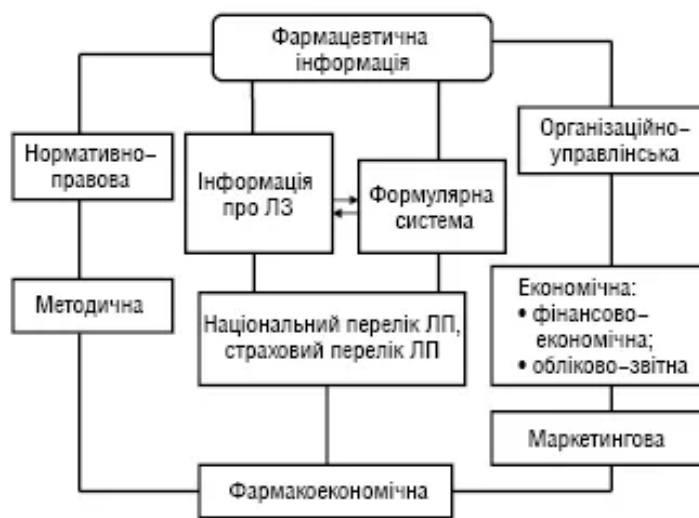 Фармацевтична
інформація
Нормативно-
правова
Інформація
про ЛЗ
Формулярна
система
Організаційно-
управлінська
Методична
Національний перелік ЛП,
страховий перелік ЛП
Економічна:
• фінансово-
економічна;
• обліково-звітна
Маркетингова
Фармакоекономічна